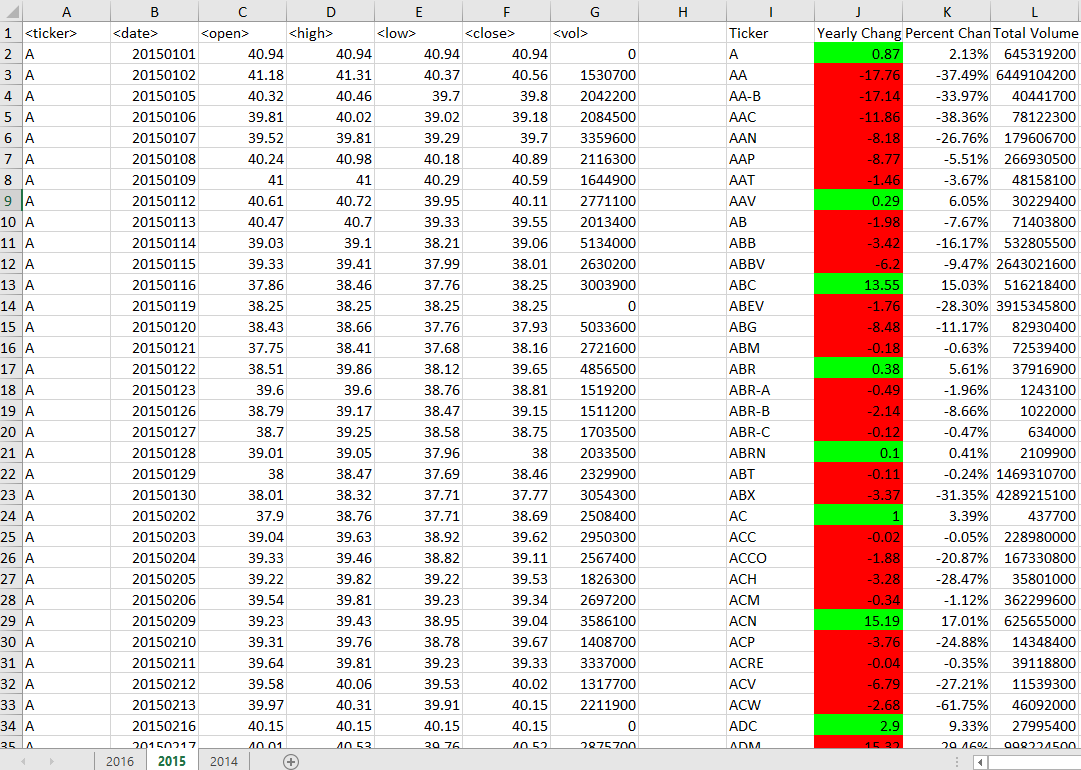 A B C D E F G H I J K L
1 <ticker> <date> <open> <high> <low> <close> <vol> Ticker Yearly Chang Percent Chan Total Volume
2 A 20150101 40.94 40.94 40.94 40.94 0 A 0.87 2.13% 645319200
3 A 20150102 41.18 41.31 40.37 40.56 1530700 AA -17.76 -37.49% 6449104200
4 A 20150105 40.32 40.46 39.7 39.8 2042200 AA-B -17.14 -33.97% 40441700
5 A 20150106 39.81 40.02 39.02 39.18 2084500 AAC -11.86 -38.36% 78122300
6 A 20150107 39.52 39.81 39.29 39.7 3359600 AAN -8.18 -26.76% 179606700
7 A 20150108 40.24 40.98 40.18 40.89 2116300 AAP -8.77 -5.51% 266930500
8 A 20150109 41 41 40.29 40.59 1644900 AAT -1.46 -3.67% 48158100
9 A 20150112 40.61 40.72 39.95 40.11 2771100 AAV 0.29 6.05% 30229400
10 A 20150113 40.47 40.7 39.33 39.55 2013400 AB -1.98 -7.67% 71403800
11 A 20150114 39.03 39.1 38.21 39.06 5134000 ABB -3.42 -16.17% 532805500
12 A 20150115 39.33 39.41 37.99 38.01 2630200 ABBV -6.2 -9.47% 2643021600
13 A 20150116 37.86 38.46 37.76 38.25 3003900 ABC 13.55 15.03% 516218400
14 A 20150119 38.25 38.25 38.25 38.25 0 ABEV -1.76 -28.30% 3915345800
15 A 20150120 38.43 38.66 37.76 37.93 5033600 ABG -8.48 -11.17% 82930400
16 A 20150121 37.75 38.41 37.68 38.16 2721600 ABM -0.18 -0.63% 72539400
17 A 20150122 38.51 39.86 38.12 39.65 4856500 ABR 0.38 5.61% 37916900
18 A 20150123 39.6 39.6 38.76 38.81 1519200 ABR-A -0.49 -1.96% 1243100
19 A 20150126 38.79 39.17 38.47 39.15 1511200 ABR-B -2.14 -8.66% 1022000
20 A 20150127 38.7 39.25 38.58 38.75 1703500 ABR-C -0.12 -0.47% 634000
21 A 20150128 39.01 39.05 37.96 38 2033500 ABRN 0.1 0.41% 2109900
22 A 20150129 38 38.47 37.69 38.46 2329900 ABT -0.11 -0.24% 1469310700
23 A 20150130 38.01 38.32 37.71 37.77 3054300 ABX -3.37 -31.35% 4289215100
24 A 20150202 37.9 38.76 37.71 38.69 2508400 AC 1 3.39% 437700
25 A 20150203 39.04 39.63 38.92 39.62 2950300 ACC -0.02 -0.05% 228980000
26 A 20150204 39.33 39.46 38.82 39.11 2567400 ACCO -1.88 -20.87% 167330800
27 A 20150205 39.22 39.82 39.22 39.53 1826300 ACH -3.28 -28.47% 35801000
28 A 20150206 39.54 39.81 39.23 39.34 2697200 ACM -0.34 -1.12% 362299600
29 A 20150209 39.23 39.43 38.95 39.04 3586100 ACN 15.19 17.01% 625655000
30 A 20150210 39.31 39.76 38.78 39.67 1408700 ACP -3.76 -24.88% 14348400
31 A 20150211 39.64 39.81 39.23 39.33 3337000 ACRE -0.04 -0.35% 39118800
32 A 20150212 39.58 40.06 39.53 40.02 1317700 ACV -6.79 -27.21% 11539300
33 A 20150213 39.97 40.31 39.91 40.15 2211900 ACW -2.68 -61.75% 46092000
34 A 20150216 40.15 40.15 40.15 40.15 0 ADC 2.9 9.33% 27995400
35 A 20150217 40.01 40.53 39.76 40.52 2875700 ADM -15.32 -29.46% 998224500
2016 2015 2014